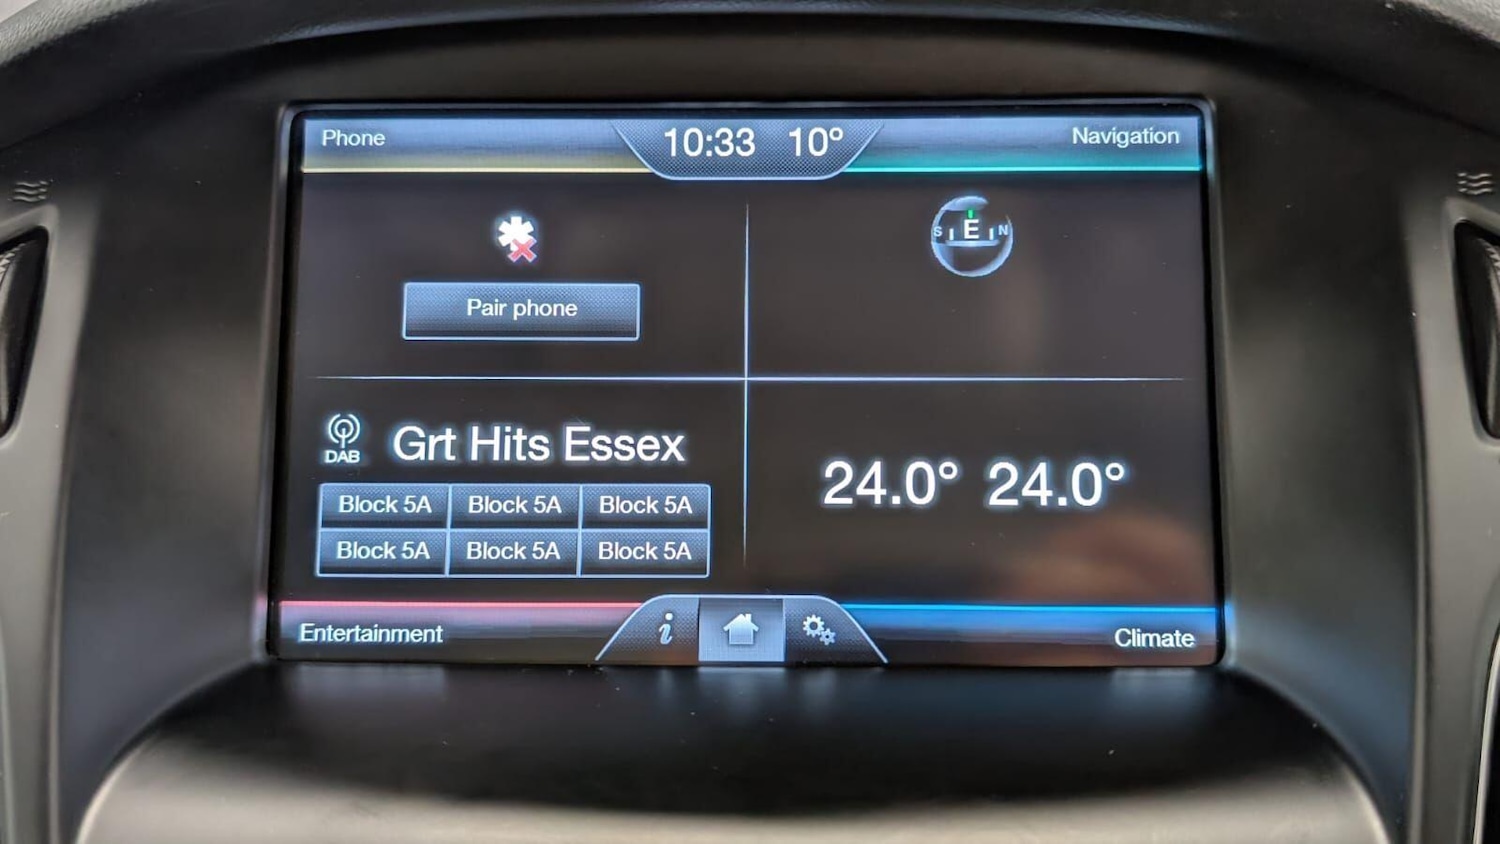 Phone
10:33 10°
Navigation
Pair phone
S E N
DAB
Grt Hits Essex
Block 5A Block 5A Block 5A
Block 5A Block 5A Block 5A
24.0° 24.0°
Entertainment
i
Climate